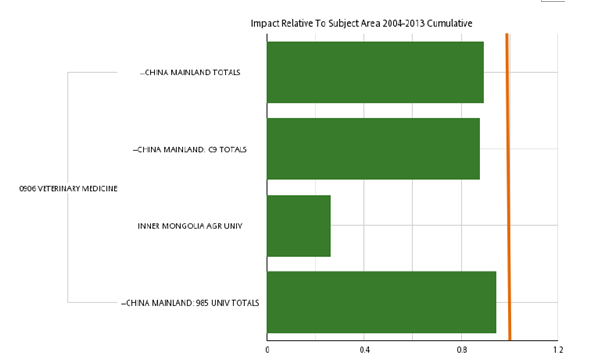 Impact Relative To Subject Area 2004-2013 Cumulative
--CHINA MAINLAND TOTALS
--CHINA MAINLAND: C9 TOTALS
0906 VETERINARY MEDICINE
INNER MONGOLIA AGR UNIV
--CHINA MAINLAND: 985 UNIV TOTALS
0 0.4 0.8 1.2